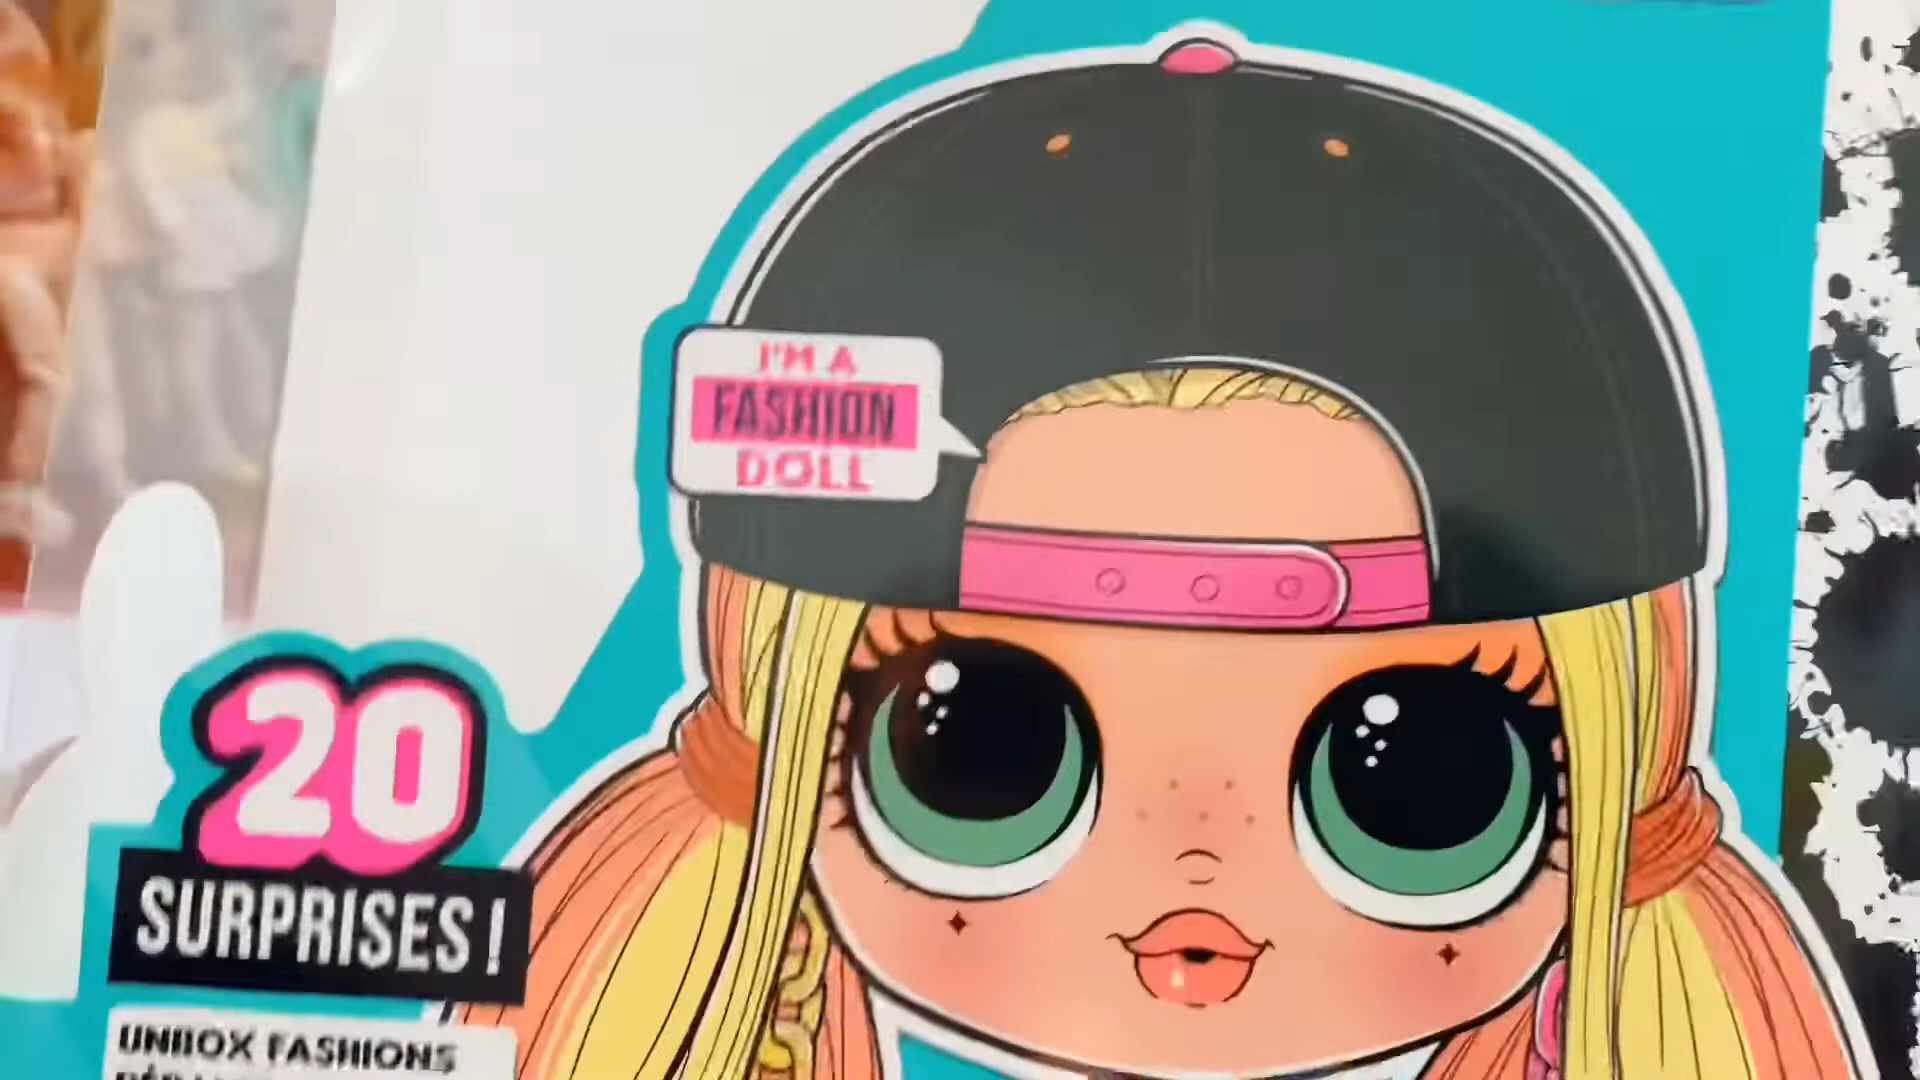 I'M A
FASHION
DOLL
20
SURPRISES!
UNBOX FASHIONS